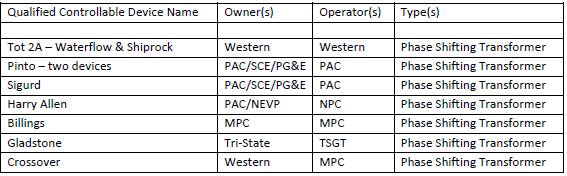 Qualified Controllable Device Name Owner(s) Operator(s) Type(s)
Tot 2A – Waterflow & Shiprock Western Western Phase Shifting Transformer
Pinto – two devices PAC/SCE/PG&E PAC Phase Shifting Transformer
Sigurd PAC/SCE/PG&E PAC Phase Shifting Transformer
Harry Allen PAC/NEVP NPC Phase Shifting Transformer
Billings MPC MPC Phase Shifting Transformer
Gladstone Tri-State TSGT Phase Shifting Transformer
Crossover Western MPC Phase Shifting Transformer